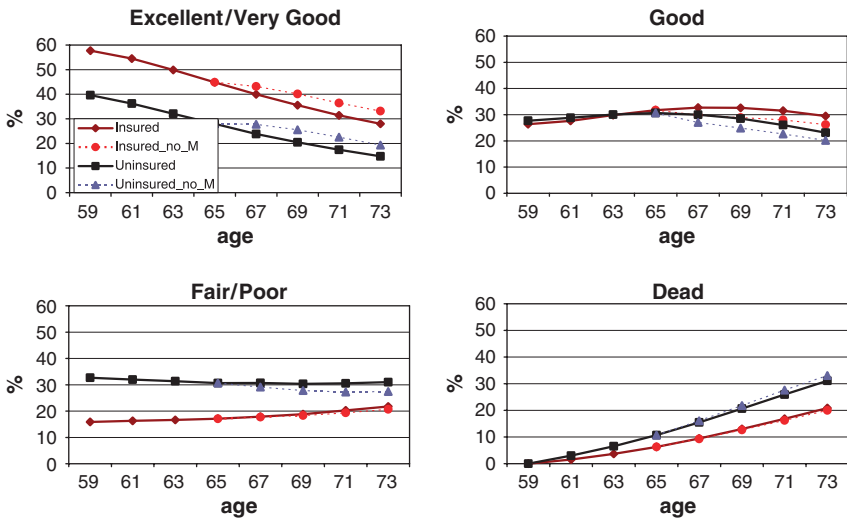 Excellent/Very Good
60
50
40
30
20
10
0
%
Insured
Insured_no_M
Uninsured
Uninsured_no_M
59 61 63 65 67 69 71 73
age
Good
60
50
40
30
20
10
0
%
59 61 63 65 67 69 71 73
age
Fair/Poor
60
50
40
30
20
10
0
%
59 61 63 65 67 69 71 73
age
Dead
60
50
40
30
20
10
0
%
59 61 63 65 67 69 71 73
age